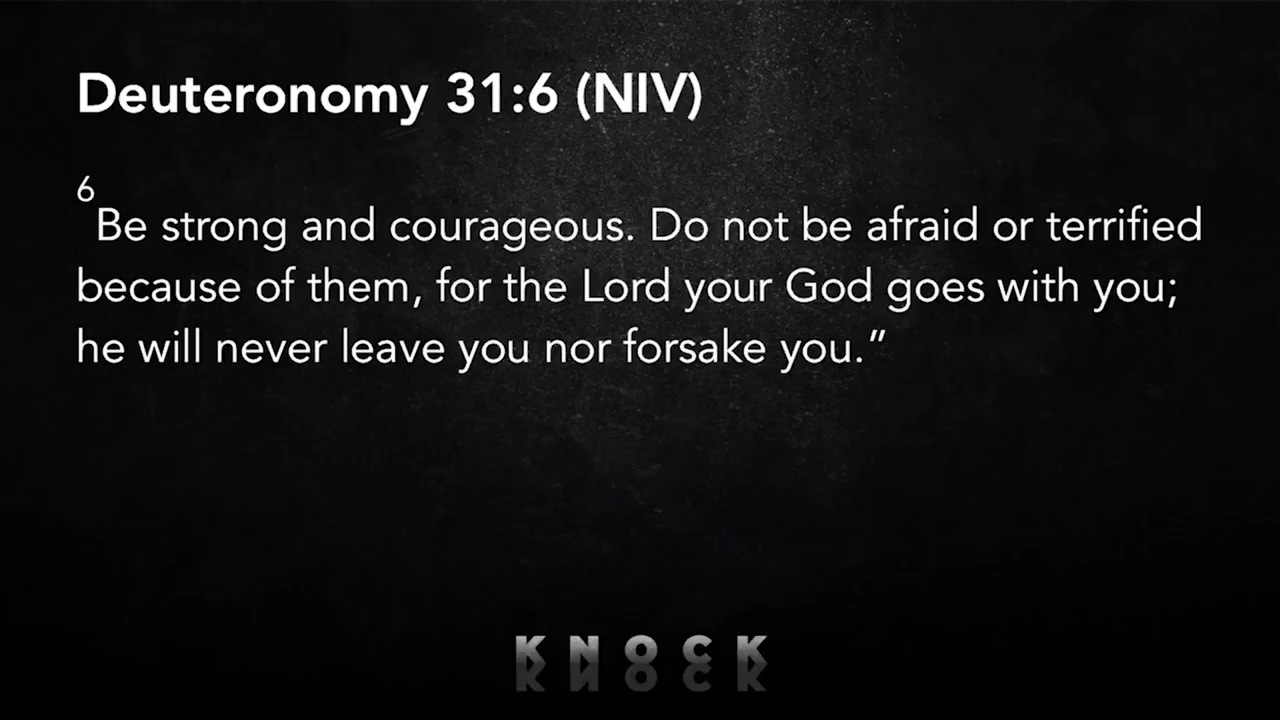 Deuteronomy 31:6 (NIV)
6
Be strong and courageous. Do not be afraid or terrified
because of them, for the Lord your God goes with you;
he will never leave you nor forsake you.”
KNOCK